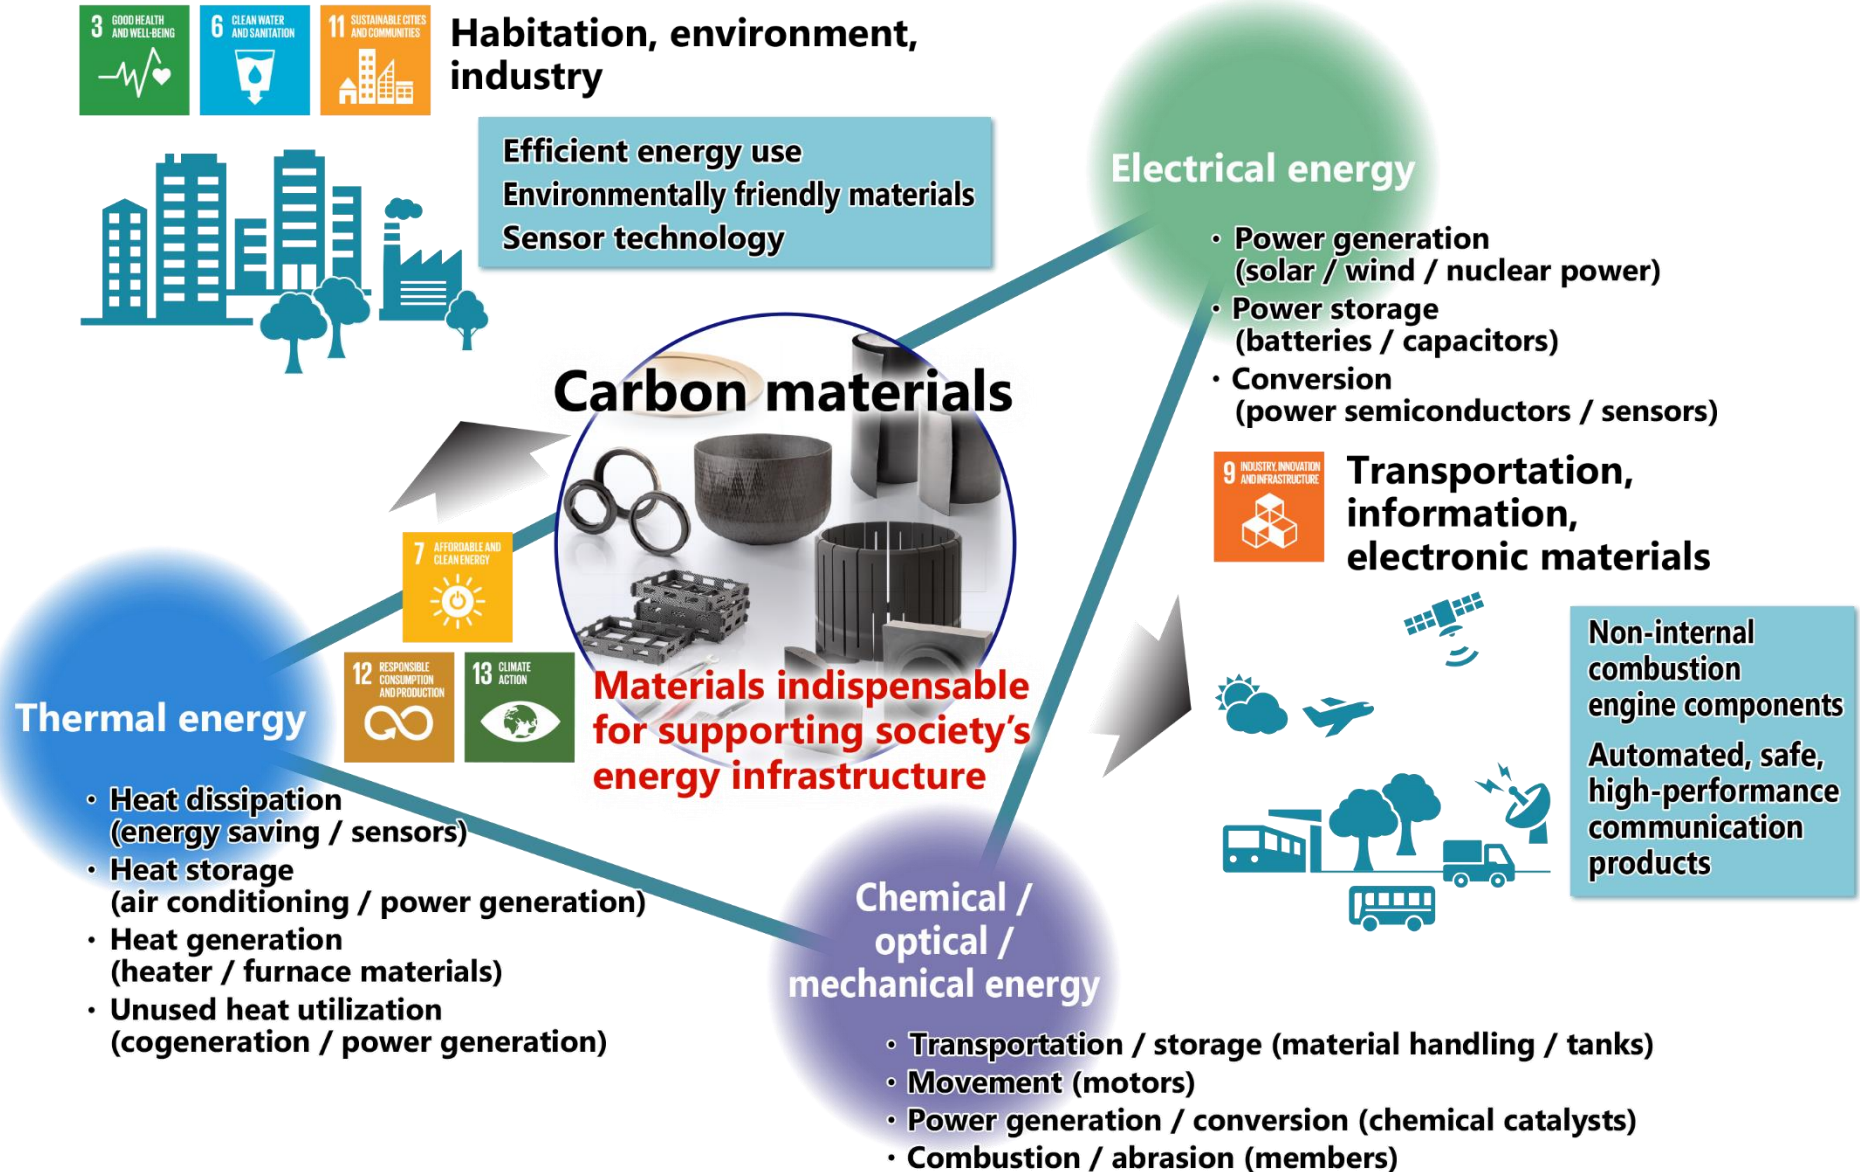 3 GOOD HEALTH
AND WELL-BEING
6 CLEAN WATER
AND SANITATION
11 SUSTAINABLE CITIES
AND COMMUNITIES
Habitation, environment,
industry
Efficient energy use
Environmentally friendly materials
Sensor technology
Electrical energy
・Power generation
(solar / wind / nuclear power)
・Power storage
(batteries / capacitors)
・Conversion
(power semiconductors / sensors)
Carbon materials
9 INDUSTRY, INNOVATION
AND INFRASTRUCTURE
Transportation,
information,
electronic materials
7 AFFORDABLE AND
CLEAN ENERGY
12 RESPONSIBLE
CONSUMPTION
AND PRODUCTION
13 CLIMATE
ACTION
Materials indispensable
for supporting society’s
energy infrastructure
Non-internal
combustion
engine components
Automated, safe,
high-performance
communication
products
Thermal energy
・Heat dissipation
(energy saving / sensors)
・Heat storage
(air conditioning / power generation)
・Heat generation
(heater / furnace materials)
・Unused heat utilization
(cogeneration / power generation)
Chemical /
optical /
mechanical energy
・Transportation / storage (material handling / tanks)
・Movement (motors)
・Power generation / conversion (chemical catalysts)
・Combustion / abrasion (members)